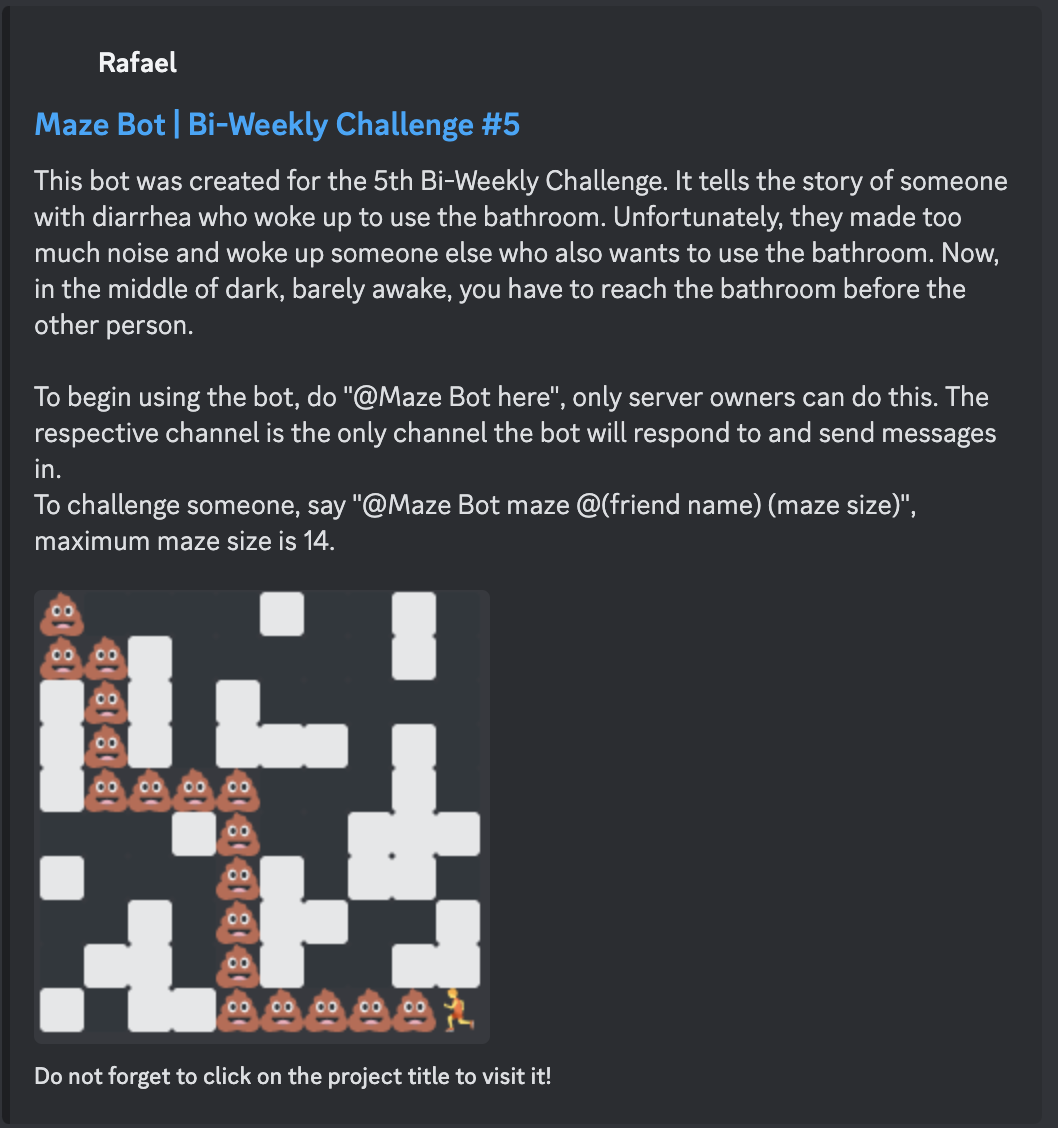 Rafael
Maze Bot | Bi-Weekly Challenge #5
This bot was created for the 5th Bi-Weekly Challenge. It tells the story of someone
with diarrhea who woke up to use the bathroom. Unfortunately, they made too
much noise and woke up someone else who also wants to use the bathroom. Now,
in the middle of dark, barely awake, you have to reach the bathroom before the
other person.
To begin using the bot, do "@Maze Bot here", only server owners can do this. The
respective channel is the only channel the bot will respond to and send messages
in.
To challenge someone, say "@Maze Bot maze @(friend name) (maze size)",
maximum maze size is 14.
Do not forget to click on the project title to visit it!